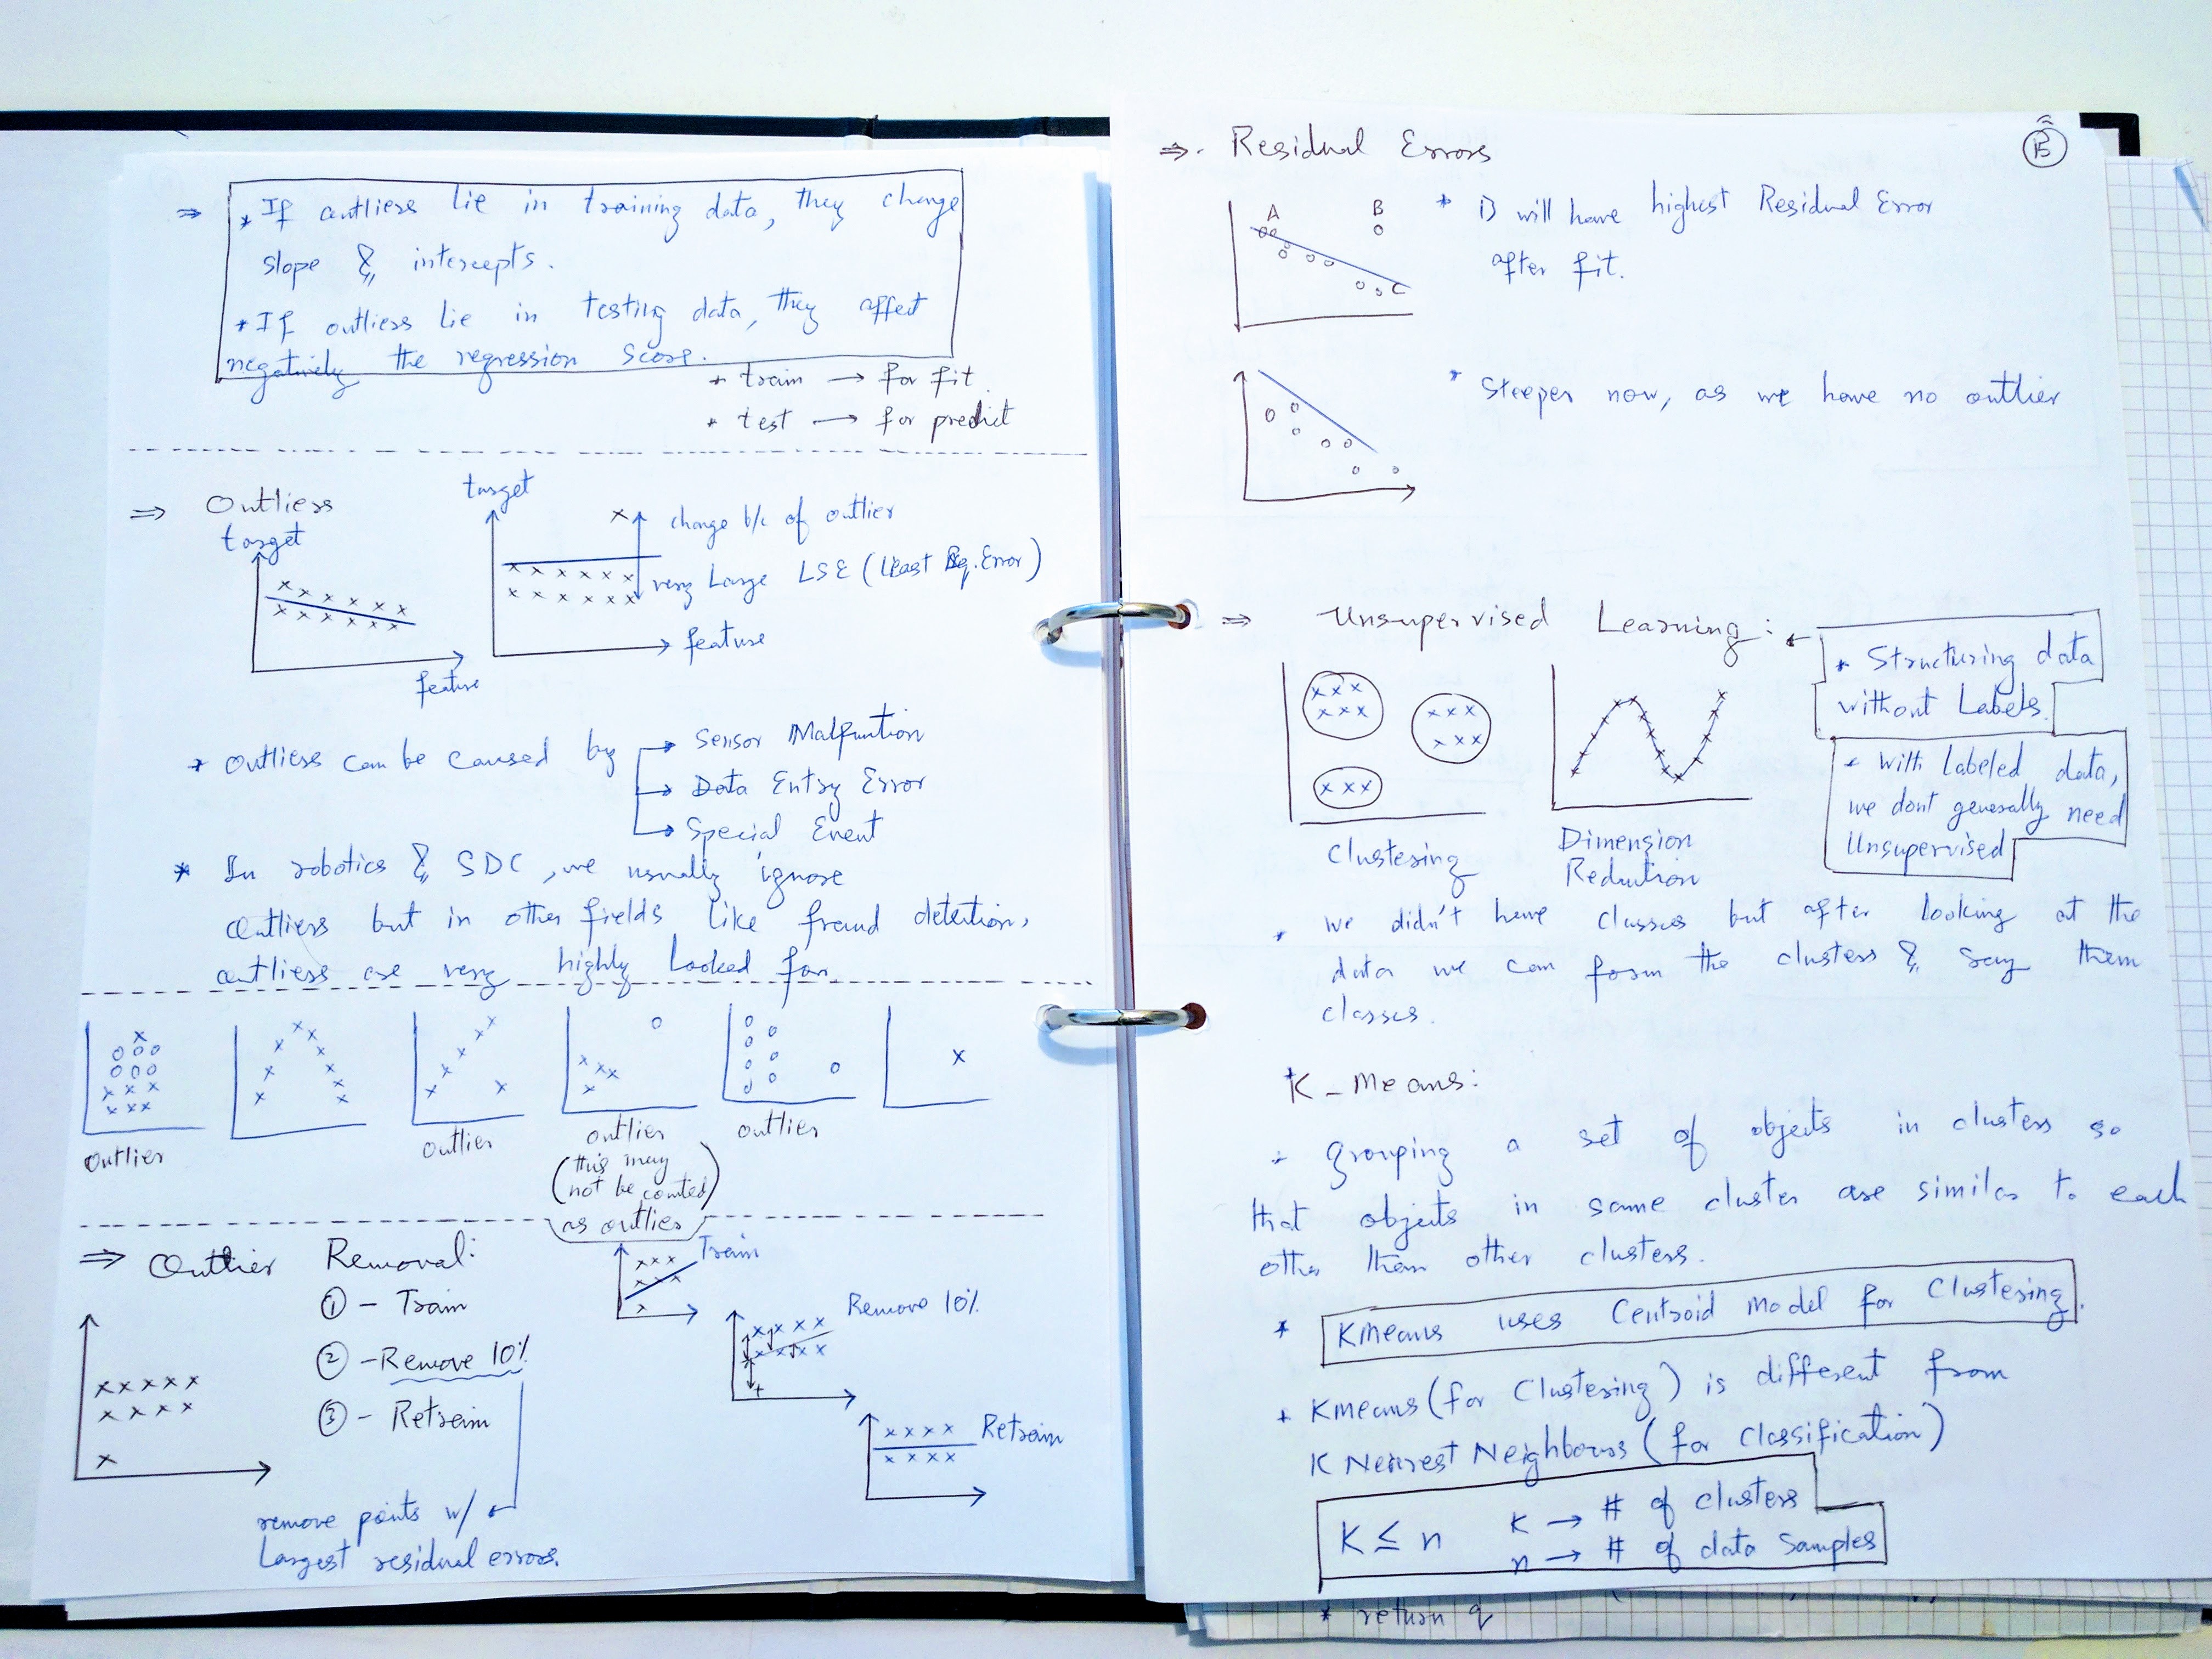 ⇒ * If outliers lie in training data, they change
slope & intercepts.
* If outliers lie in testing data, they affect
negatively the regression score.
* train → for fit
* test → for predict
⇒ Outliers
target
feature
target
change b/c of outlier
very Large LSE (Least Sq. Error)
feature
* Outliers can be caused by
→ Sensor Malfuntion
→ Data Entry Error
→ Special Event
* In robotics & SDC, we usually ignore
outliers but in other fields like fraud detection,
outliers are very highly looked for.
Outlier
Outlier
outlier
(this may
not be counted)
as outlier
outlier
⇒ Outlier Removal:
① - Train
② - Remove 10%
③ - Retrain
remove points w/
Largest residual errors.
Train
Remove 10%
Retrain
15
⇒ Residual Errors
A
B
C
* B will have highest Residual Error
after fit.
* Steeper now, as we have no outlier
⇒ Unsupervised Learning:
* Structuring data
without Labels.
* With Labeled data,
we dont generally need
Unsupervised
Clustering
Dimension
Reduction
* We didn't have classes but after looking at the
data we can form the clusters & say them
classes.
* K-Means:
* grouping a set of objects in clusters so
that objects in same cluster are similar to each
other than other clusters.
* Kmeans uses Centroid Model for Clustering.
* Kmeans (for Clustering) is different from
K Nearest Neighbours (for Classification)
K ≤ n
K → # of clusters
n → # of data Samples
* return